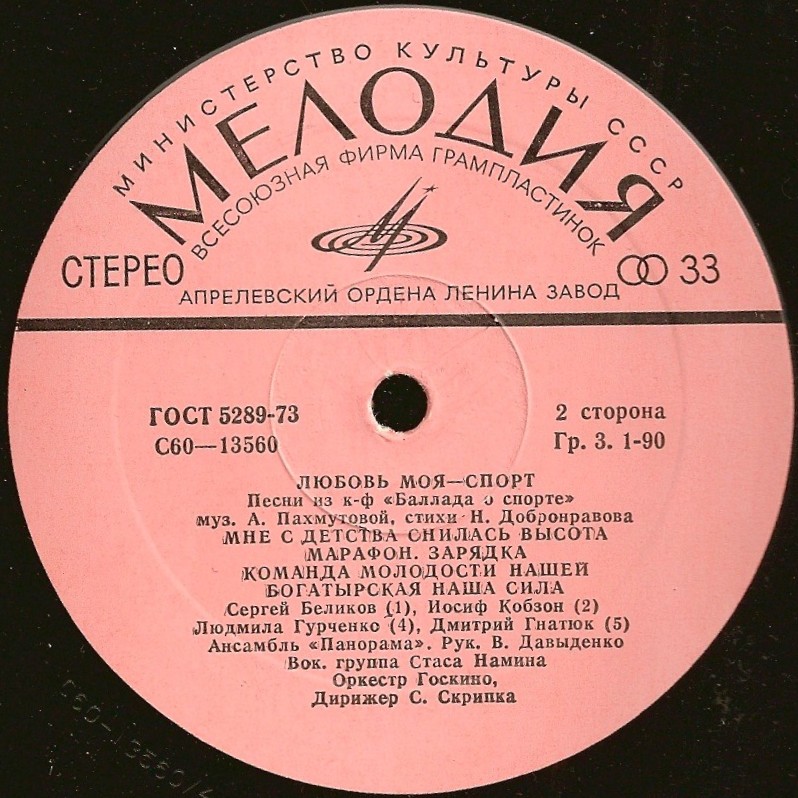 МИНИСТЕРСТВО КУЛЬТУРЫ СССР
МЕЛОДИЯ
ВСЕСОЮЗНАЯ ФИРМА ГРАМПЛАСТИНОК
СТЕРЕО
33
АПРЕЛЕВСКИЙ ОРДЕНА ЛЕНИНА ЗАВОД
ГОСТ 5289-73
2 сторона
С60—13560
Гр. 3. 1-90
ЛЮБОВЬ МОЯ—СПОРТ
Песни из к-ф «Баллада о спорте»
муз. А. Пахмутовой, стихи Н. Добронравова
МНЕ С ДЕТСТВА СНИЛАСЬ ВЫСОТА
МАРАФОН. ЗАРЯДКА
КОМАНДА МОЛОДОСТИ НАШЕЙ
БОГАТЫРСКАЯ НАША СИЛА
Сергей Беликов (1), Иосиф Кобзон (2)
Людмила Гурченко (4), Дмитрий Гнатюк (5)
Ансамбль «Панорама». Рук. В. Давыденко
Вок. группа Стаса Намина
Оркестр Госкино,
Дирижер С. Скрипка